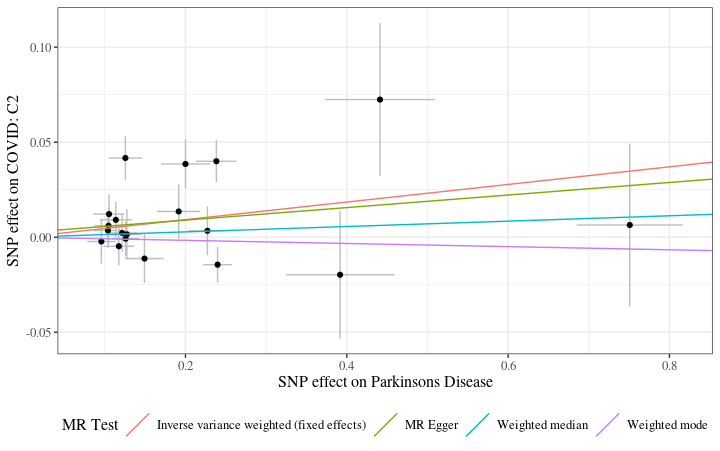 SNP effect on COVID: C2
0.10
0.05
0.00
-0.05
0.2
0.4
0.6
0.8
SNP effect on Parkinsons Disease
MR Test
Inverse variance weighted (fixed effects)
MR Egger
Weighted median
Weighted mode